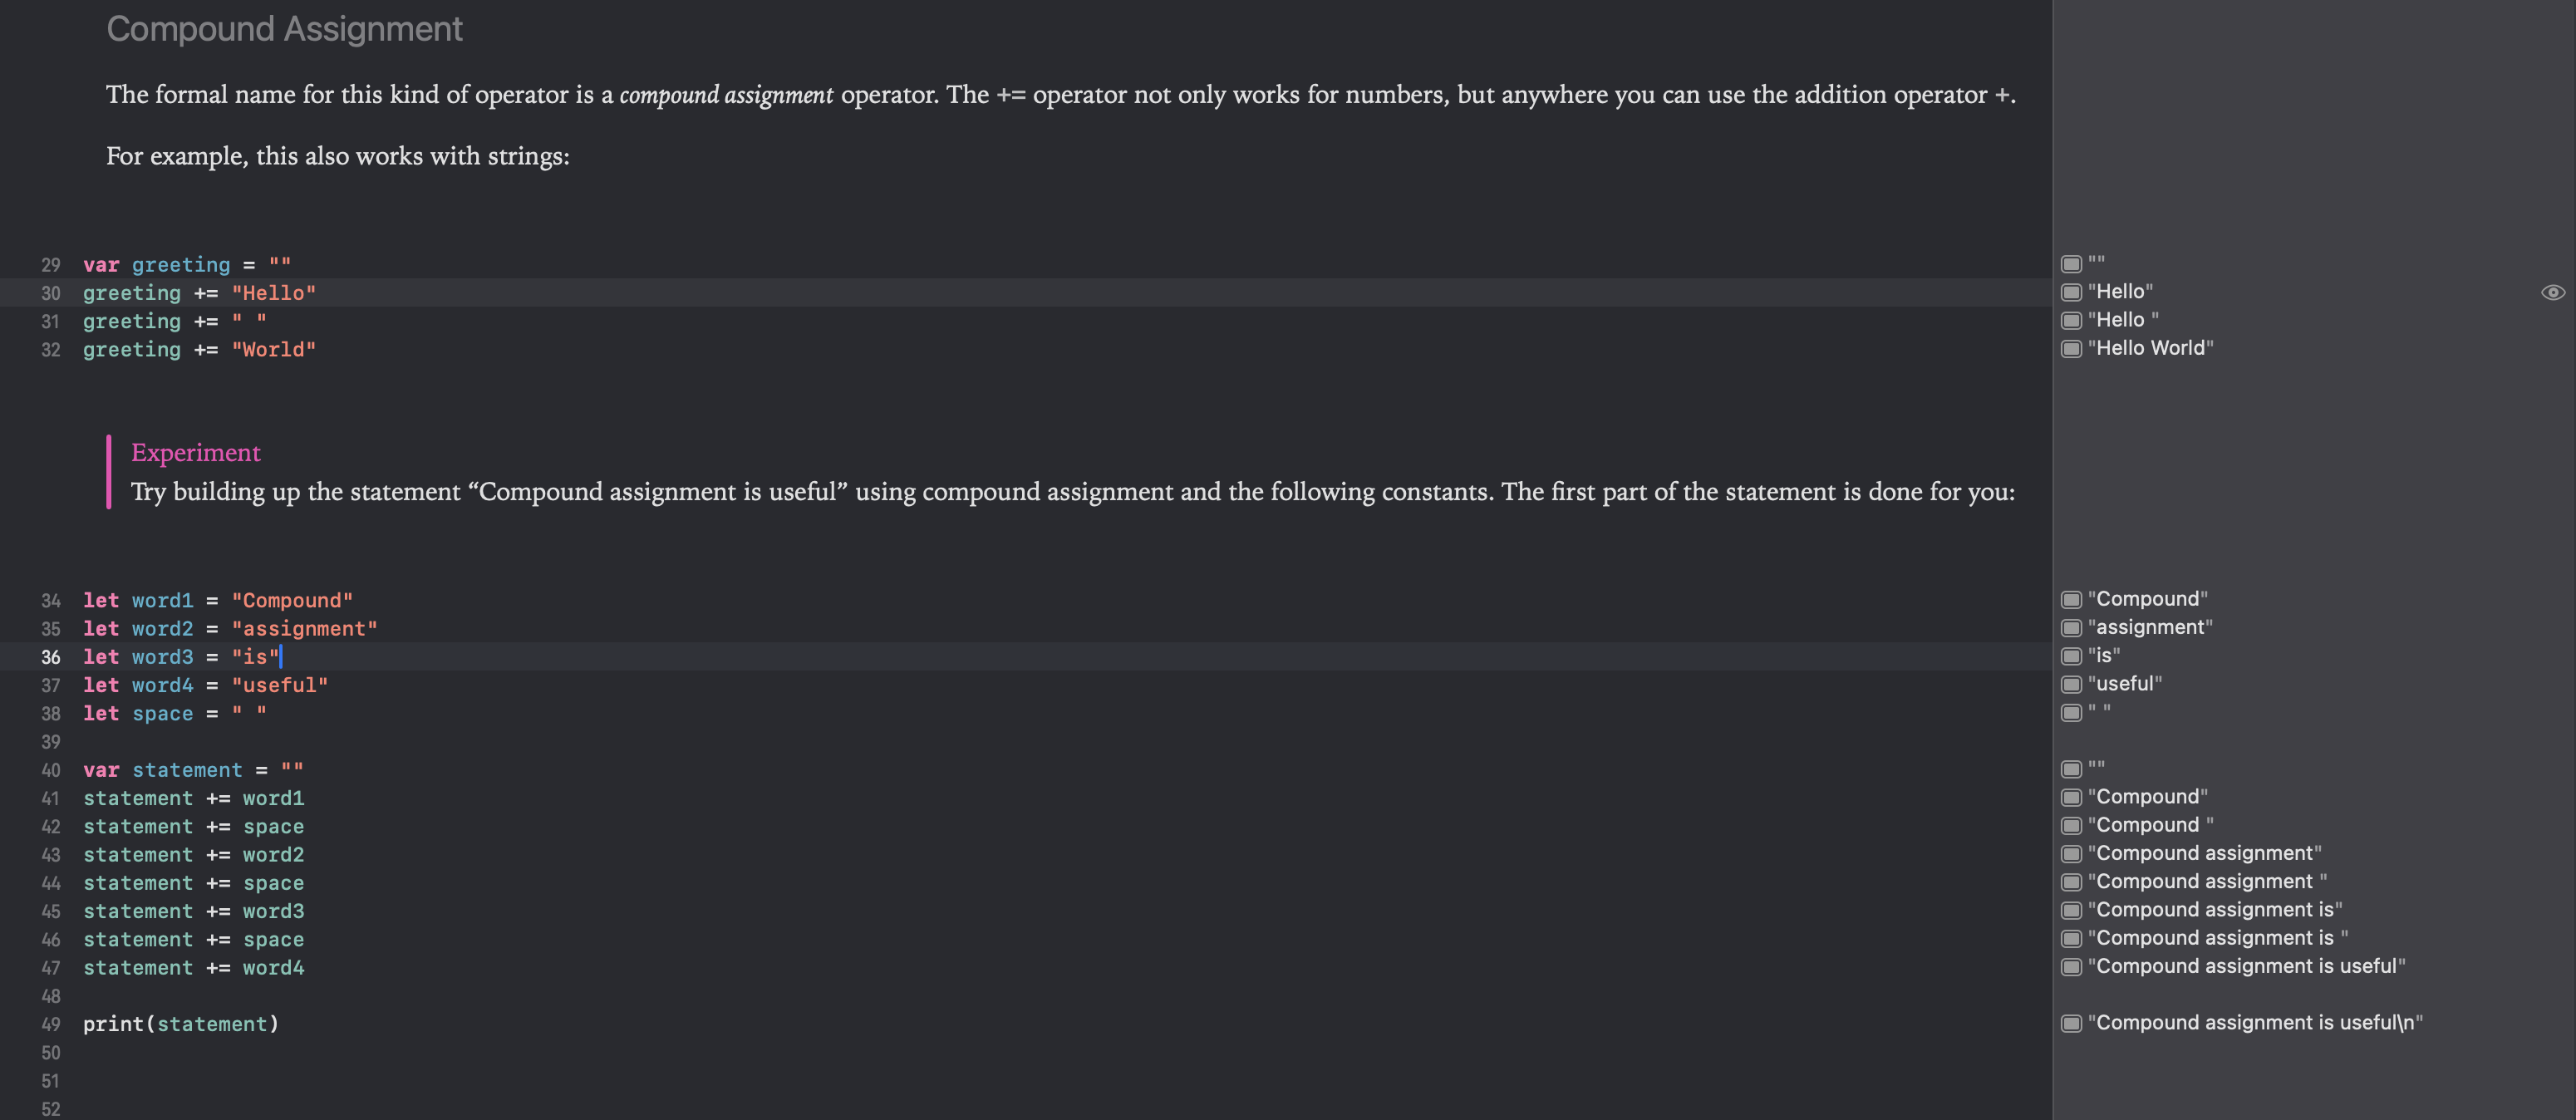 Compound Assignment
The formal name for this kind of operator is a compound assignment operator. The += operator not only works for numbers, but anywhere you can use the addition operator +.
For example, this also works with strings:
29 var greeting = "" ""
30 greeting += "Hello" "Hello"
31 greeting += " " "Hello "
32 greeting += "World" "Hello World"
Experiment
Try building up the statement “Compound assignment is useful” using compound assignment and the following constants. The first part of the statement is done for you:
34 let word1 = "Compound" "Compound"
35 let word2 = "assignment" "assignment"
36 let word3 = "is" "is"
37 let word4 = "useful" "useful"
38 let space = " " " "
39
40 var statement = "" ""
41 statement += word1 "Compound"
42 statement += space "Compound "
43 statement += word2 "Compound assignment"
44 statement += space "Compound assignment "
45 statement += word3 "Compound assignment is"
46 statement += space "Compound assignment is "
47 statement += word4 "Compound assignment is useful"
48
49 print(statement) "Compound assignment is useful\n"
50
51
52